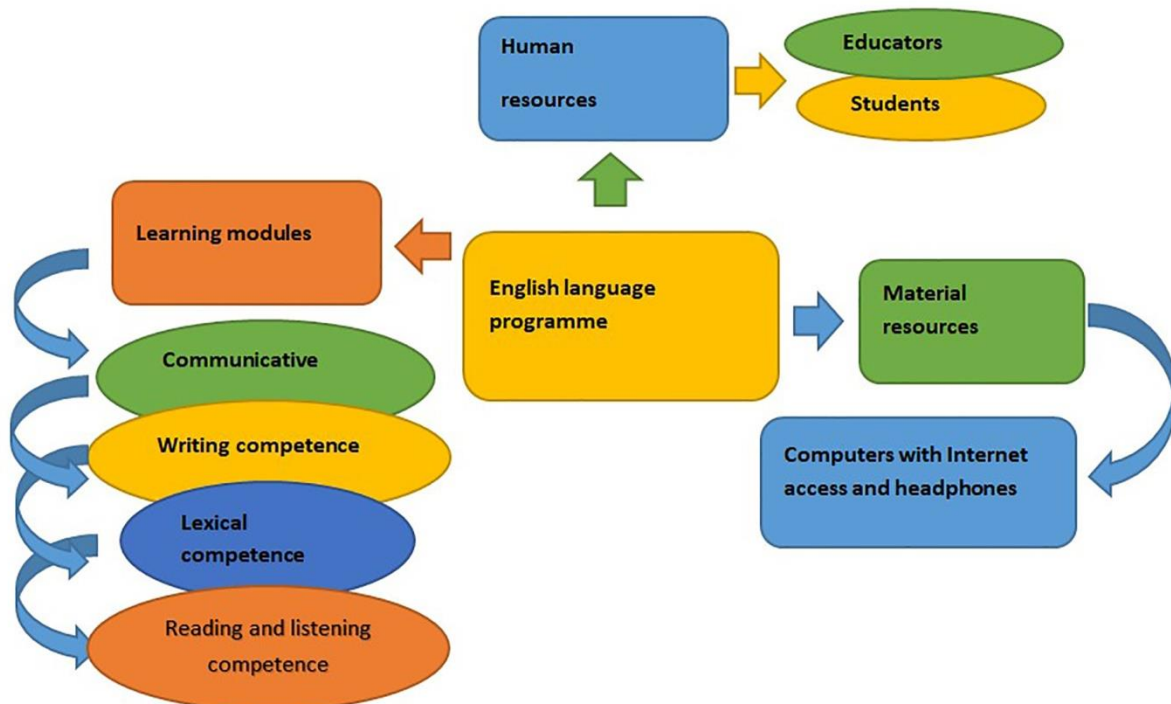 Human
resources
Educators
Students
Learning modules
English language
programme
Material
resources
Communicative
Writing competence
Lexical
competence
Reading and listening
competence
Computers with Internet
access and headphones